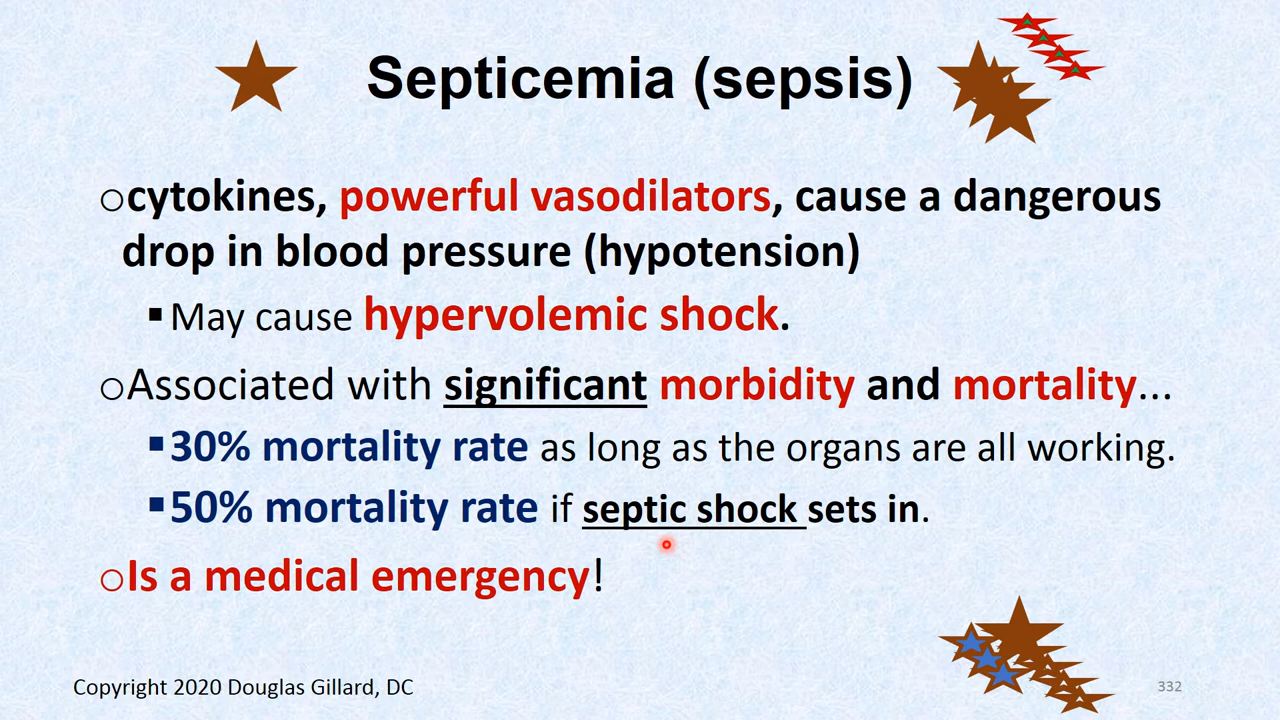 Septicemia (sepsis)
○cytokines, powerful vasodilators, cause a dangerous
drop in blood pressure (hypotension)
▪May cause hypervolemic shock.
○Associated with significant morbidity and mortality...
▪30% mortality rate as long as the organs are all working.
▪50% mortality rate if septic shock sets in.
○Is a medical emergency!
Copyright 2020 Douglas Gillard, DC
332